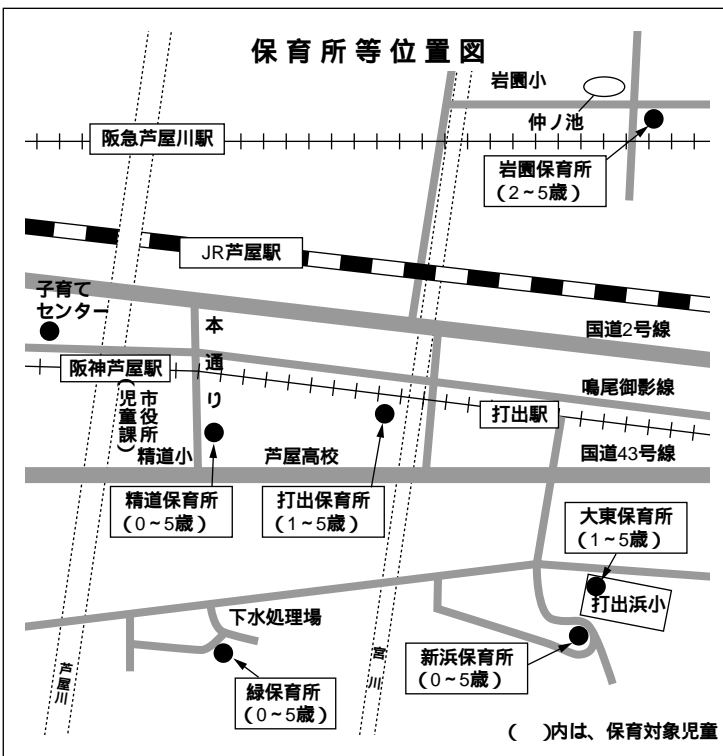 保育所等位置図
岩園小
仲ノ池
阪急芦屋川駅
岩園保育所
(2~5歳)
JR芦屋駅
子育て
センター
本通り
国道2号線
阪神芦屋駅
鳴尾御影線
市役所
(児童課)
打出駅
精道小
芦屋高校
国道43号線
精道保育所
(0~5歳)
打出保育所
(1~5歳)
大東保育所
(1~5歳)
打出浜小
下水処理場
新浜保育所
(0~5歳)
芦屋川
宮川
緑保育所
(0~5歳)
(　)内は、保育対象児童